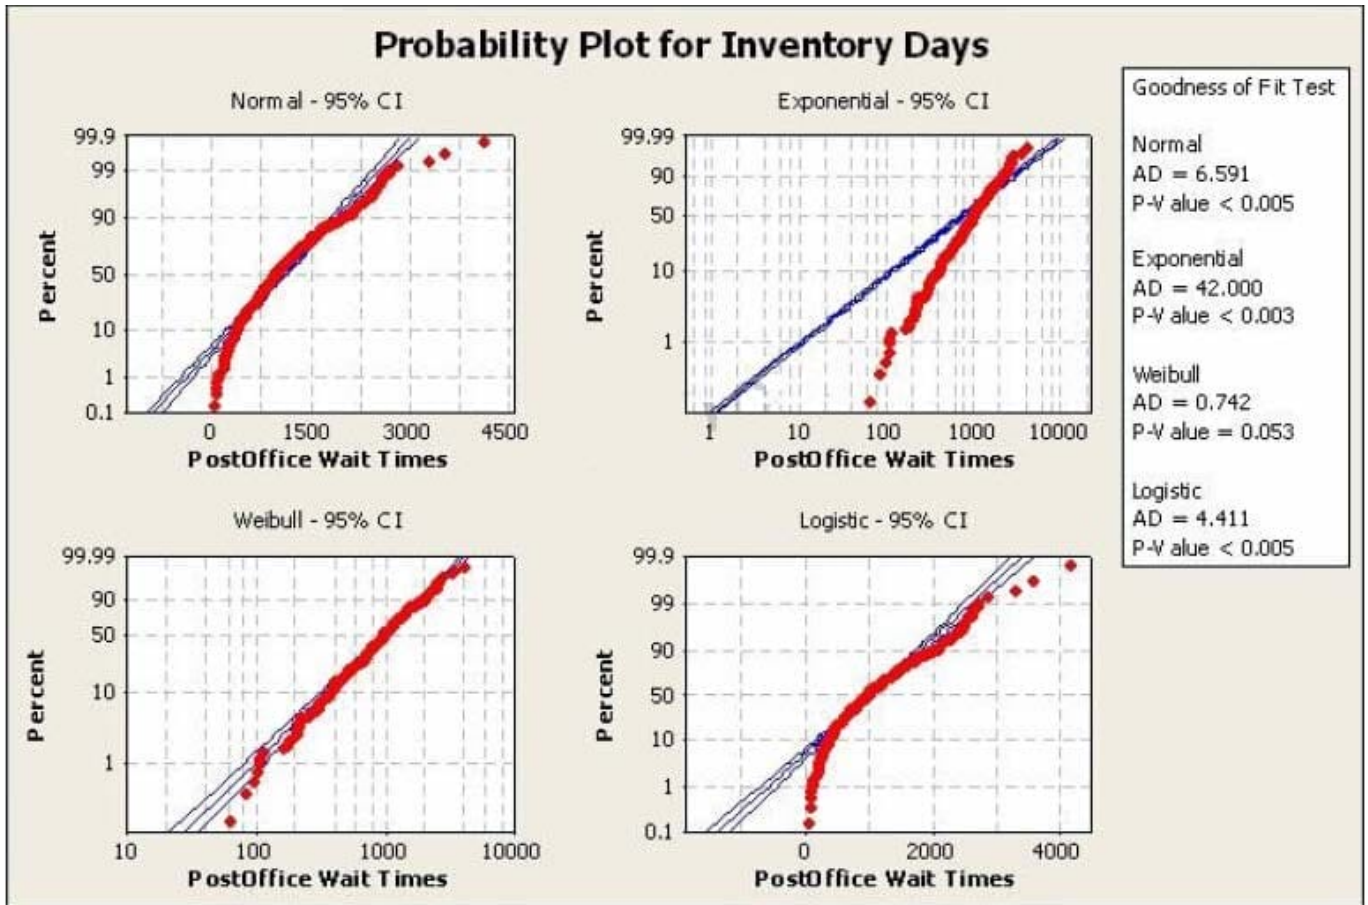 Probability Plot for Inventory Days
Normal - 95% CI
99.9
99
90
50
10
1
0.1
Percent
0 1500 3000 4500
PostOffice Wait Times
Exponential - 95% CI
99.99
90
50
10
1
Percent
1 10 100 1000 10000
PostOffice Wait Times
Weibull - 95% CI
99.99
90
50
10
1
Percent
10 100 1000 10000
PostOffice Wait Times
Logistic - 95% CI
99.9
99
90
50
10
1
0.1
Percent
0 2000 4000
PostOffice Wait Times
Goodness of Fit Test
Normal
AD = 6.591
P-Value < 0.005
Exponential
AD = 42.000
P-Value < 0.003
Weibull
AD = 0.742
P-Value = 0.053
Logistic
AD = 4.411
P-Value < 0.005